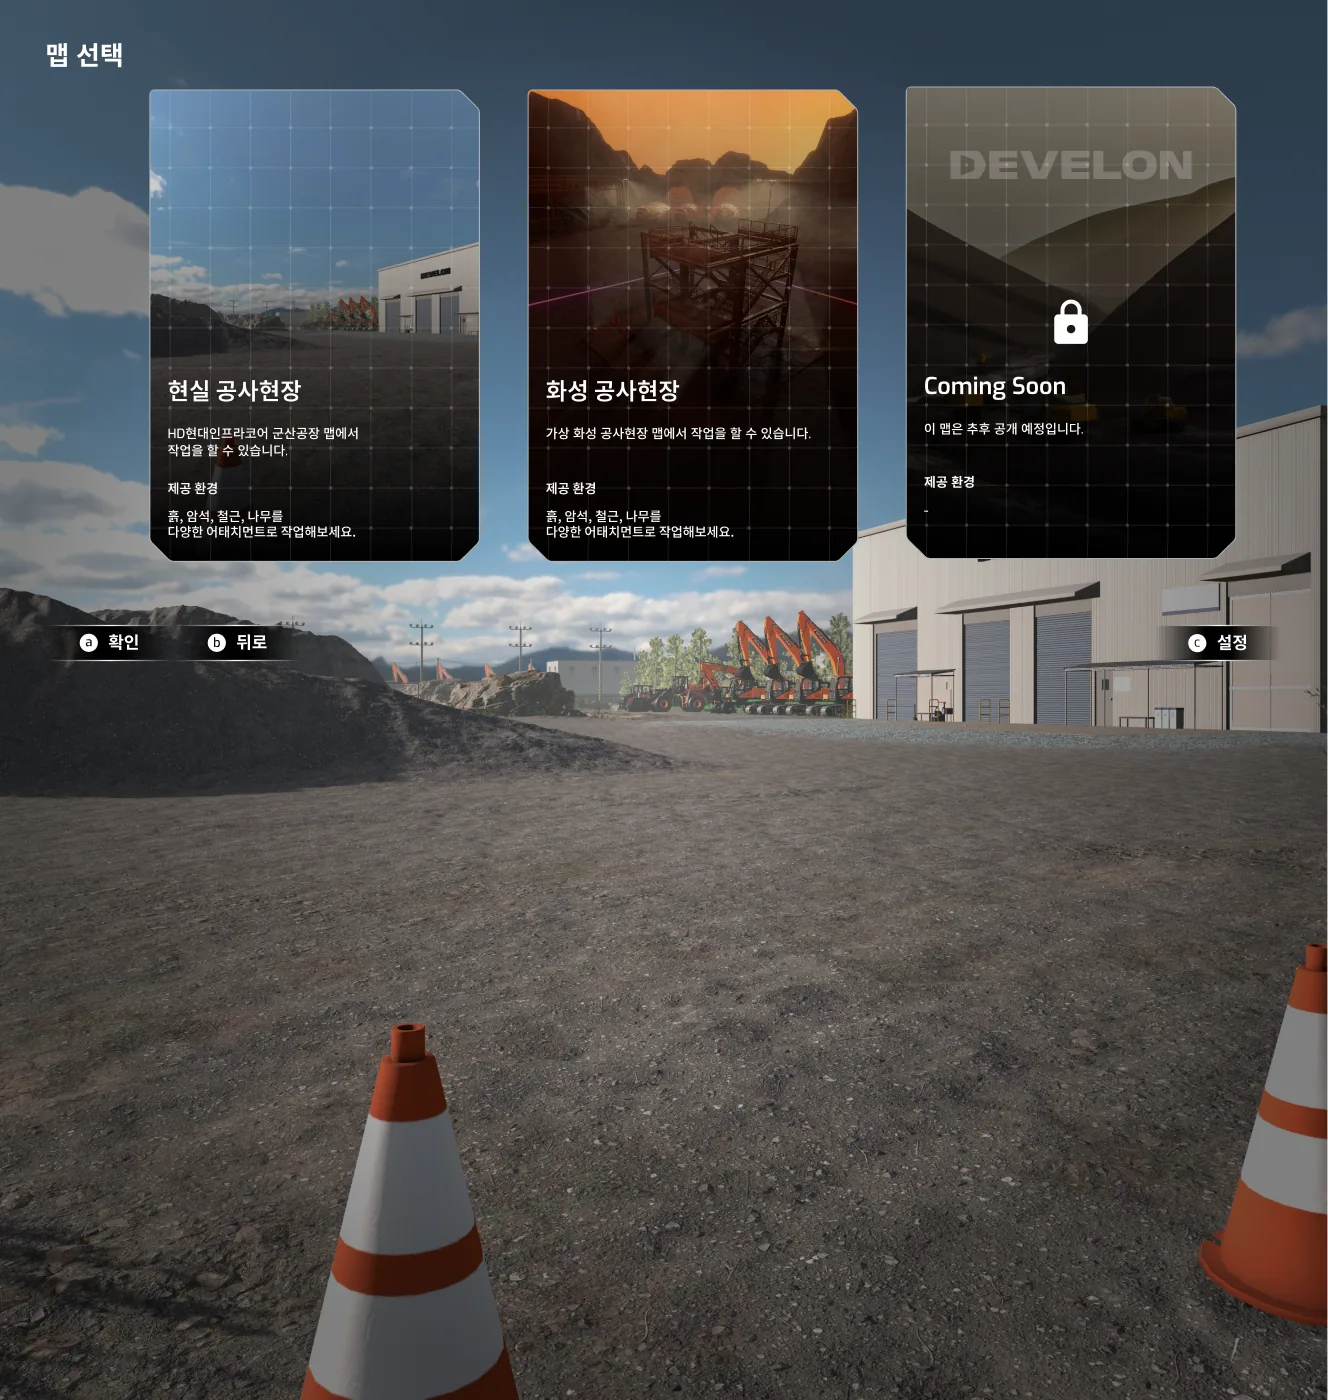 맵 선택
DEVELON
현실 공사현장
HD현대인프라코어 군산공장 맵에서
작업을 할 수 있습니다.
제공 환경
흙, 암석, 철근, 나무를
다양한 어태치먼트로 작업해보세요.
화성 공사현장
가상 화성 공사현장 맵에서 작업을 할 수 있습니다.
제공 환경
흙, 암석, 철근, 나무를
다양한 어태치먼트로 작업해보세요.
DEVELON
Coming Soon
이 맵은 추후 공개 예정입니다.
제공 환경
-
a 확인
b 뒤로
c 설정